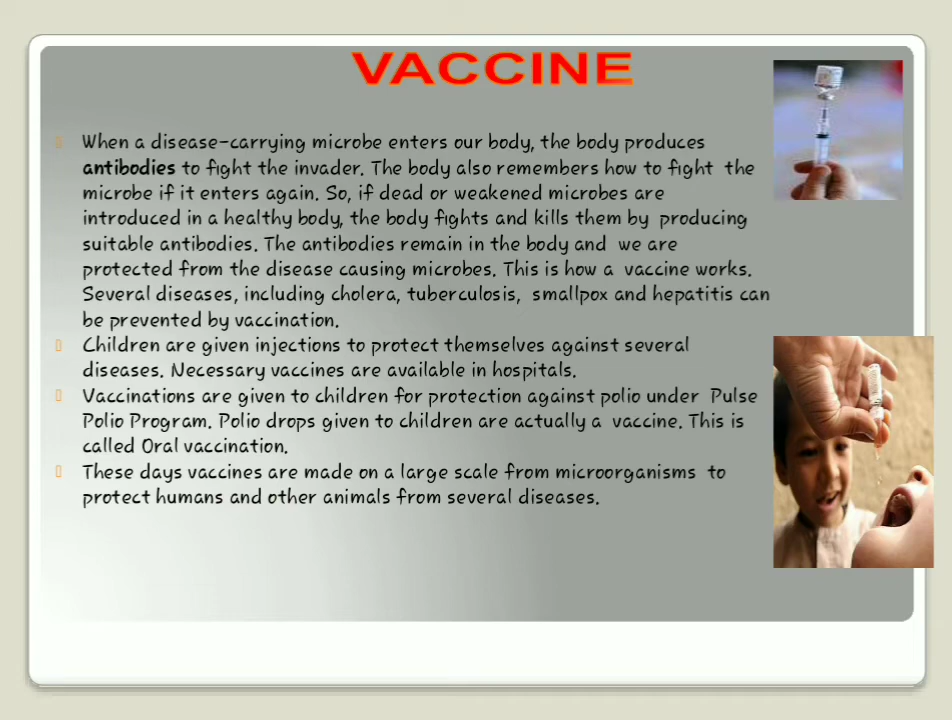 VACCINE
When a disease-carrying microbe enters our body, the body produces
antibodies to fight the invader. The body also remembers how to fight the
microbe if it enters again. So, if dead or weakened microbes are
introduced in a healthy body, the body fights and kills them by producing
suitable antibodies. The antibodies remain in the body and we are
protected from the disease causing microbes. This is how a vaccine works.
Several diseases, including cholera, tuberculosis, smallpox and hepatitis can
be prevented by vaccination.
Children are given injections to protect themselves against several
diseases. Necessary vaccines are available in hospitals.
Vaccinations are given to children for protection against polio under Pulse
Polio Program. Polio drops given to children are actually a vaccine. This is
called Oral vaccination.
These days vaccines are made on a large scale from microorganisms to
protect humans and other animals from several diseases.